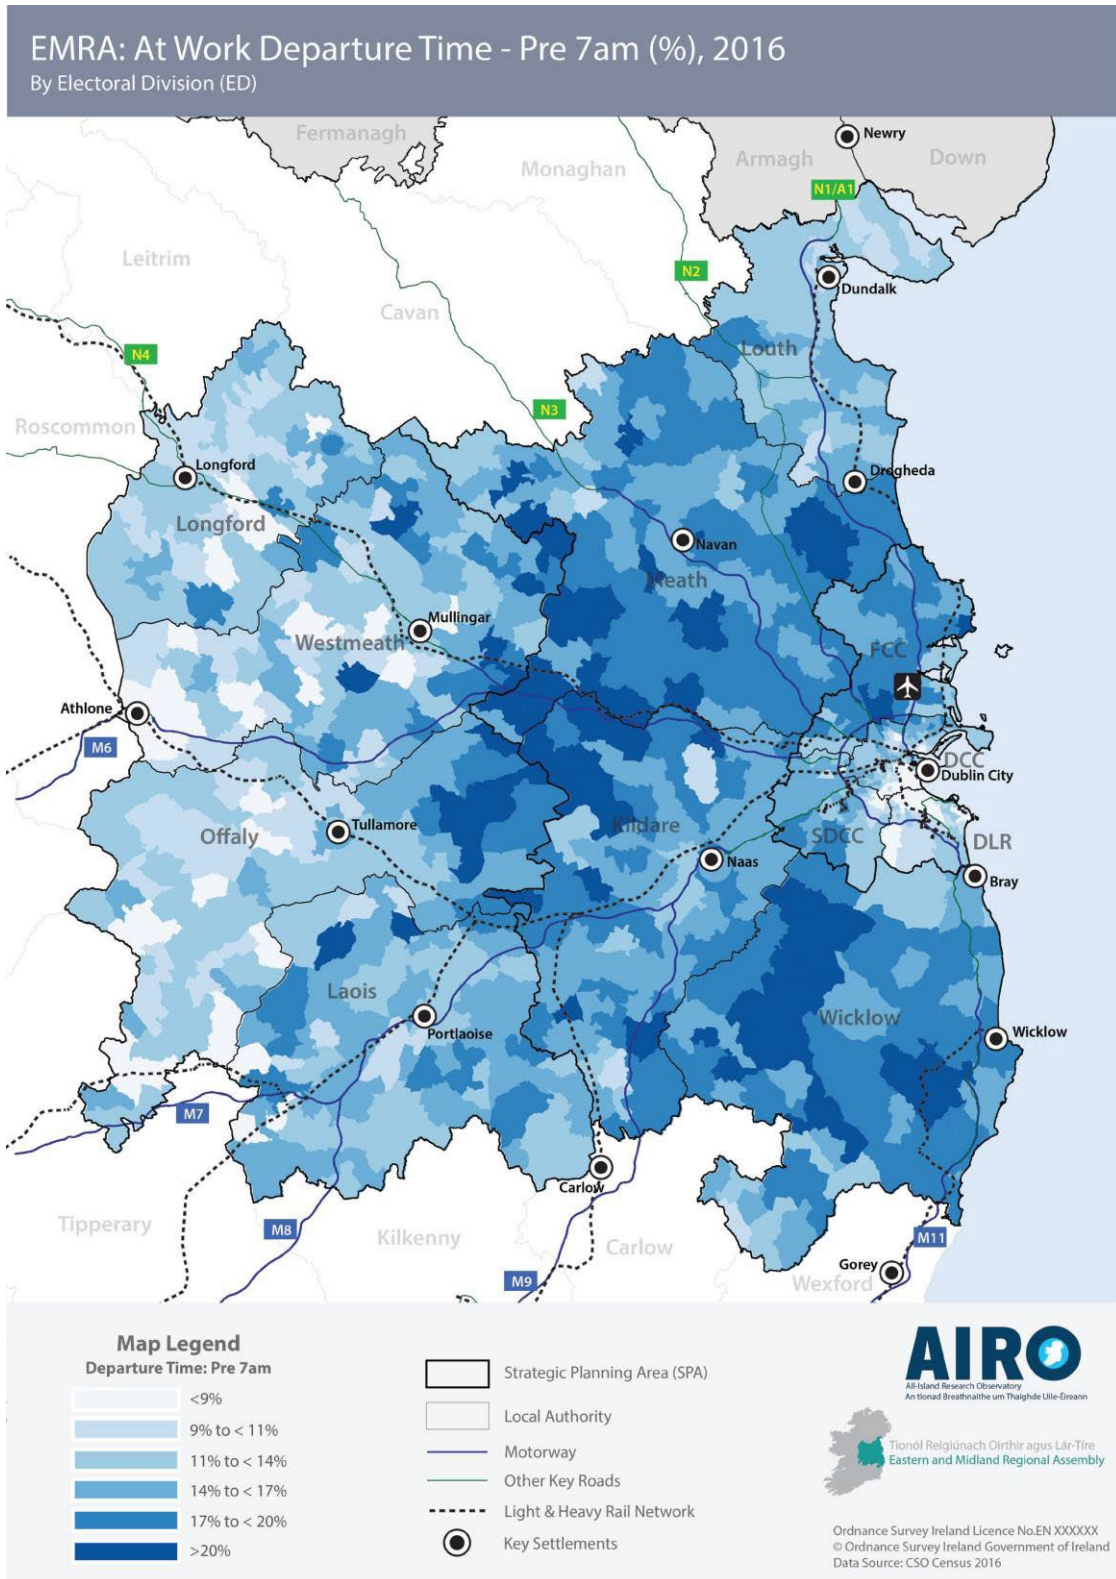 EMRA: At Work Departure Time - Pre 7am (%), 2016
By Electoral Division (ED)
Fermanagh
Newry
Armagh
Down
Monaghan
N1/A1
Leitrim
N2
Dundalk
Cavan
Louth
N4
N3
Roscommon
Longford
Drogheda
Longford
Navan
Meath
Mullingar
Westmeath
FCC
Athlone
M6
DCC
Dublin City
Tullamore
Offaly
Kildare
SDCC
DLR
Naas
Bray
Laois
Wicklow
Portlaoise
Wicklow
M7
Carlow
Tipperary
M8
Kilkenny
Carlow
M11
Gorey
M9
Wexford
Map Legend
Departure Time: Pre 7am
<9%
9% to < 11%
11% to < 14%
14% to < 17%
17% to < 20%
>20%
Strategic Planning Area (SPA)
Local Authority
Motorway
Other Key Roads
Light & Heavy Rail Network
Key Settlements
AIRO
All-Island Research Observatory
An tIonad Breathnaithe um Thaighde Uile-Éireann
Tionól Reigiúnach Oirthir agus Lár-Tíre
Eastern and Midland Regional Assembly
Ordnance Survey Ireland Licence No.EN XXXXXX
© Ordnance Survey Ireland Government of Ireland
Data Source: CSO Census 2016